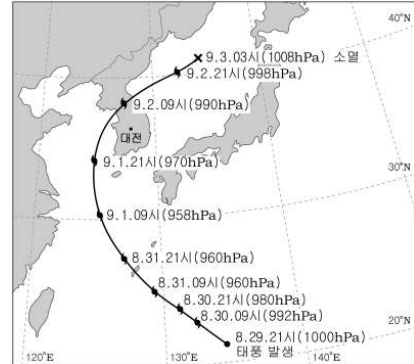 40°N
9.3.03시(1008hPa) 소멸
9.2.21시(998hPa)
9.2.09시(990hPa)
대전
9.1.21시(970hPa)
30°N
9.1.09시(958hPa)
8.31.21시(960hPa)
8.31.09시(960hPa)
8.30.21시(980hPa)
8.30.09시(992hPa)
20°N
8.29.21시(1000hPa)
태풍 발생
120°E
130°E
140°E